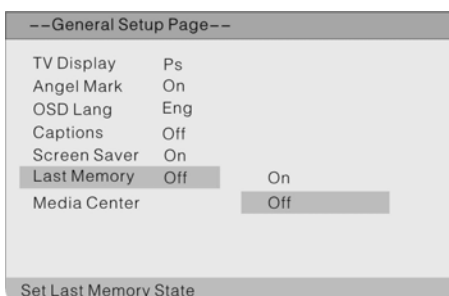 --General Setup Page--
TV Display Ps
Angel Mark On
OSD Lang Eng
Captions Off
Screen Saver On
Last Memory Off On
Media Center Off
Set Last Memory State